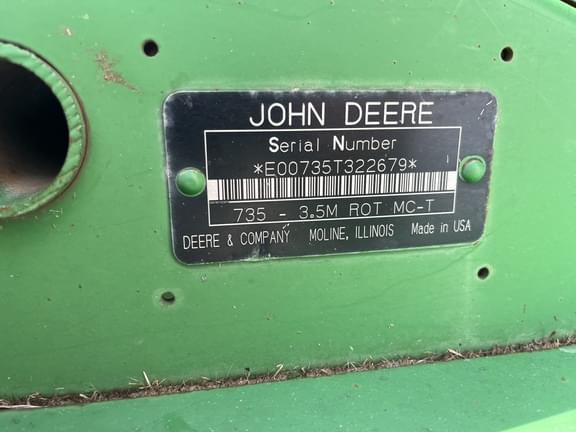 JOHN DEERE
Serial Number
*E00735T322679*
735 - 3.5M ROT MC-T
DEERE & COMPANY MOLINE, ILLINOIS Made in USA